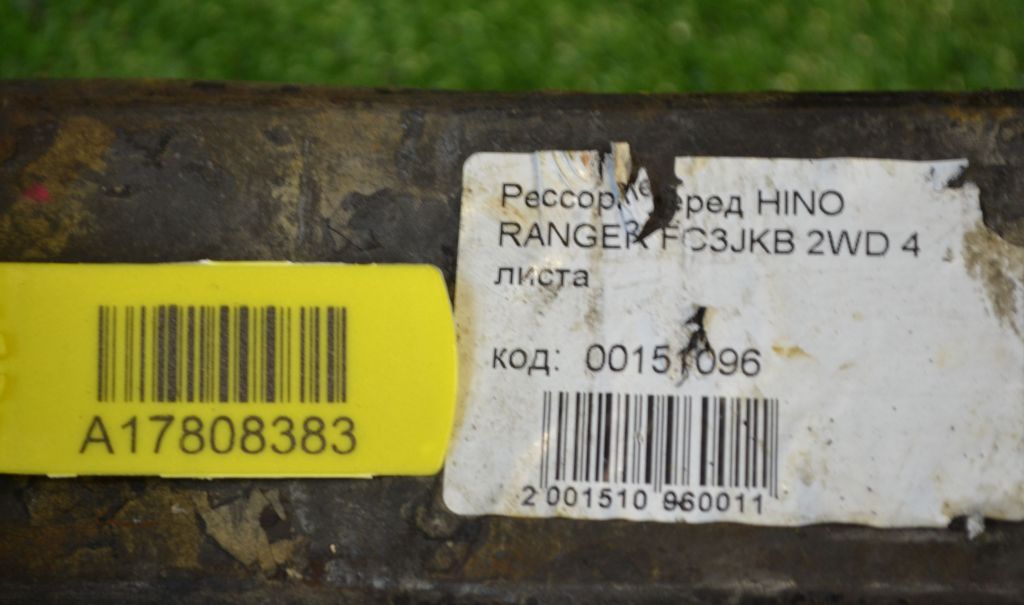 A17808383
HINO
RANGER FC3JKB 2WD 4
листа
код: 00151096
2 001510 960011